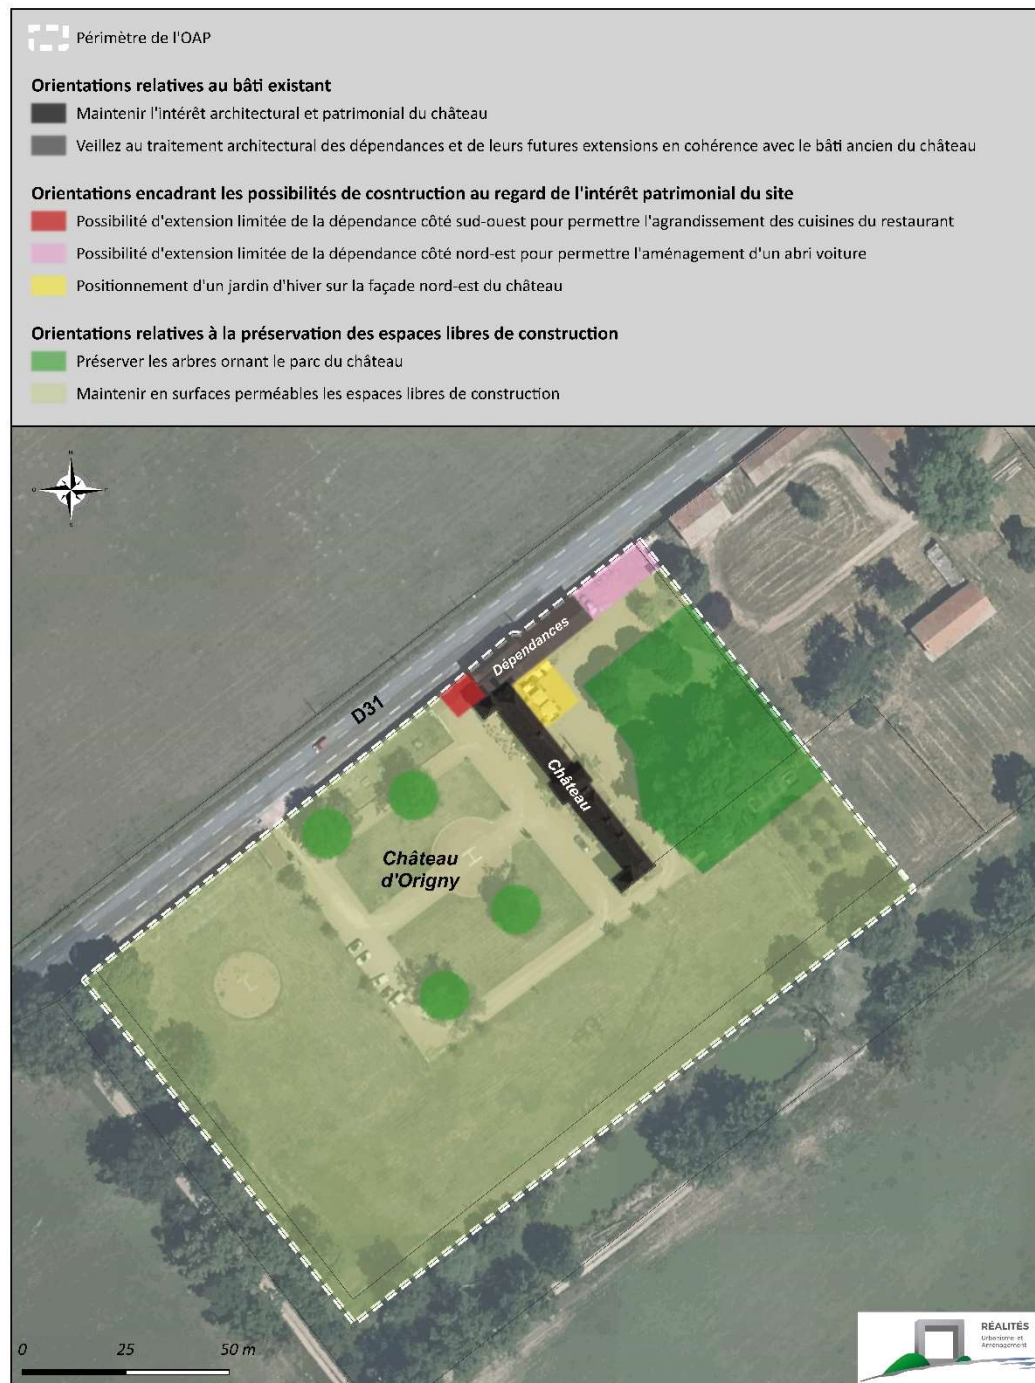 Périmètre de l'OAP
Orientations relatives au bâti existant
Maintenir l'intérêt architectural et patrimonial du château
Veillez au traitement architectural des dépendances et de leurs futures extensions en cohérence avec le bâti ancien du château
Orientations encadrant les possibilités de cosntruction au regard de l'intérêt patrimonial du site
Possibilité d'extension limitée de la dépendance côté sud-ouest pour permettre l'agrandissement des cuisines du restaurant
Possibilité d'extension limitée de la dépendance côté nord-est pour permettre l'aménagement d'un abri voiture
Positionnement d'un jardin d'hiver sur la façade nord-est du château
Orientations relatives à la préservation des espaces libres de construction
Préserver les arbres ornant le parc du château
Maintenir en surfaces perméables les espaces libres de construction
Dépendances
D31
Château
Château
d'Origny
H
H
0 25 50 m
RÉALITÉS
Urbanisme et
Aménagement